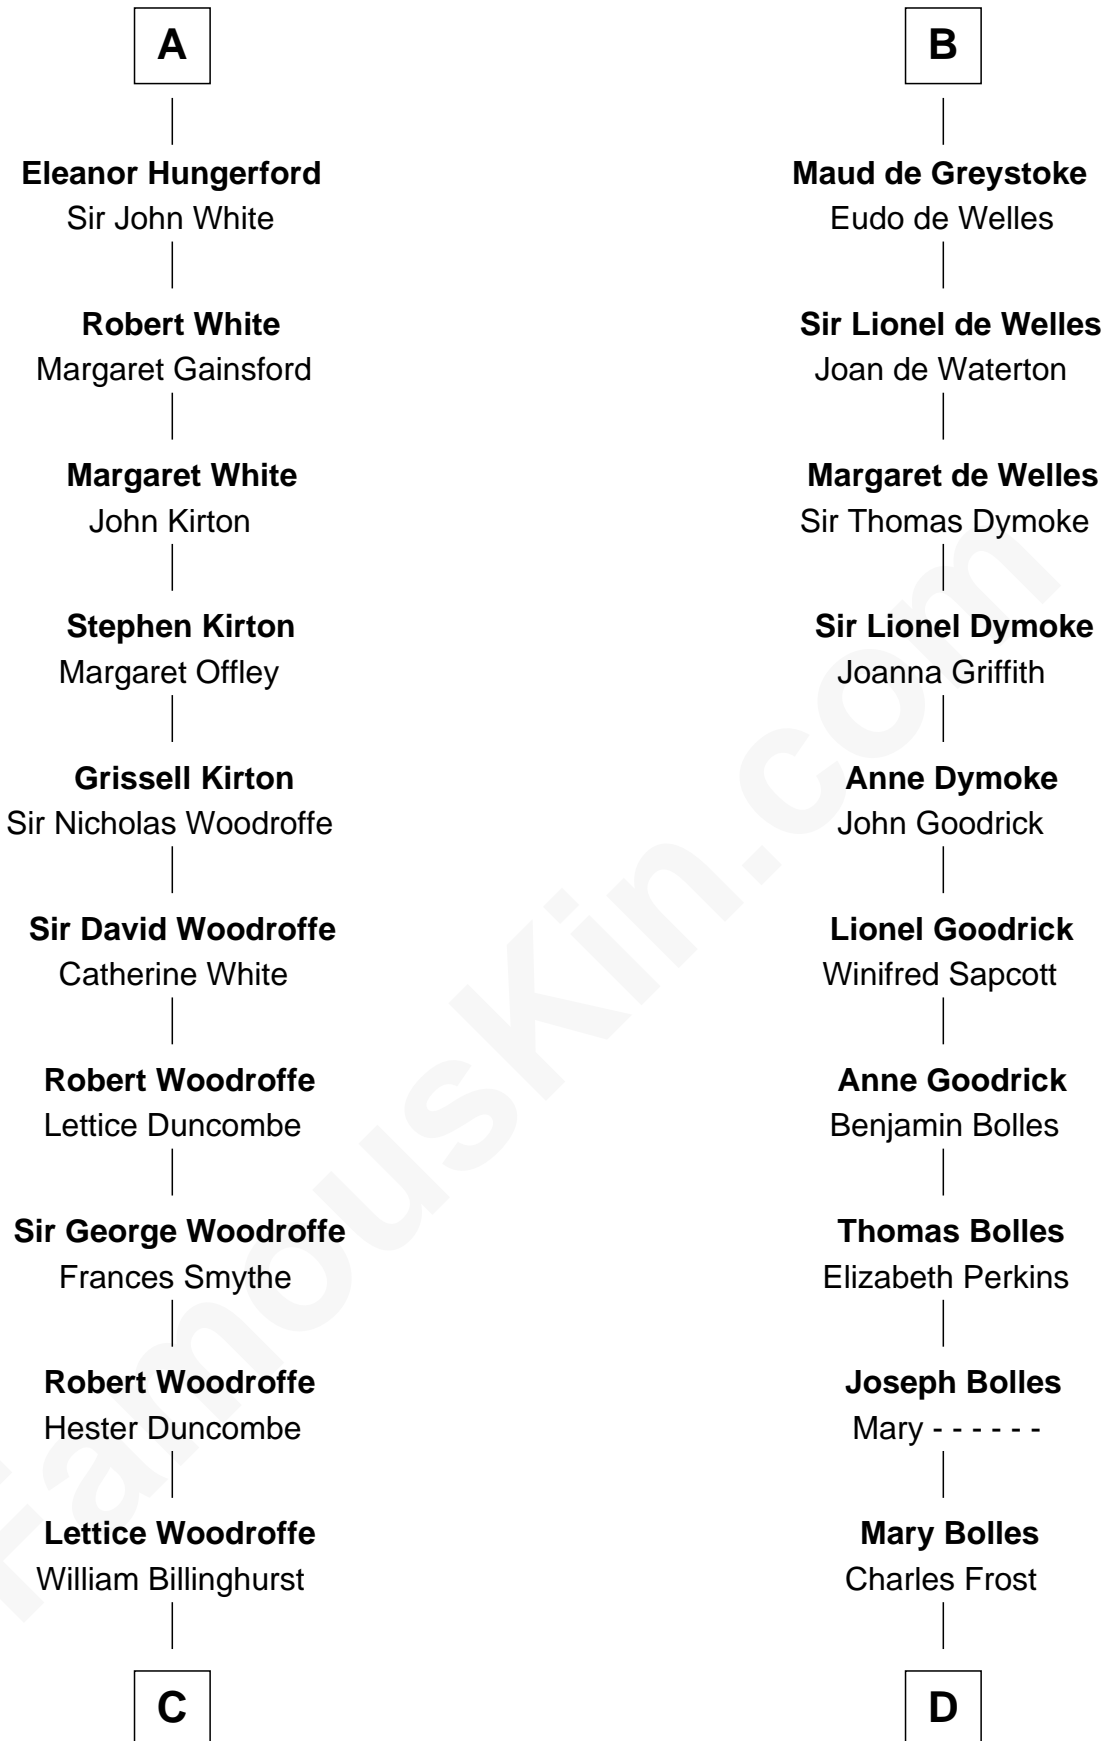 A
Eleanor Hungerford
Sir John White
Robert White
Margaret Gainsford
Margaret White
John Kirton
Stephen Kirton
Margaret Offley
Grissell Kirton
Sir Nicholas Woodroffe
Sir David Woodroffe
Catherine White
Robert Woodroffe
Lettice Duncombe
Sir George Woodroffe
Frances Smythe
Robert Woodroffe
Hester Duncombe
Lettice Woodroffe
William Billinghurst
C
B
Maud de Greystoke
Eudo de Welles
Sir Lionel de Welles
Joan de Waterton
Margaret de Welles
Sir Thomas Dymoke
Sir Lionel Dymoke
Joanna Griffith
Anne Dymoke
John Goodrick
Lionel Goodrick
Winifred Sapcott
Anne Goodrick
Benjamin Bolles
Thomas Bolles
Elizabeth Perkins
Joseph Bolles
Mary - - - - - -
Mary Bolles
Charles Frost
D
FamousKin.com